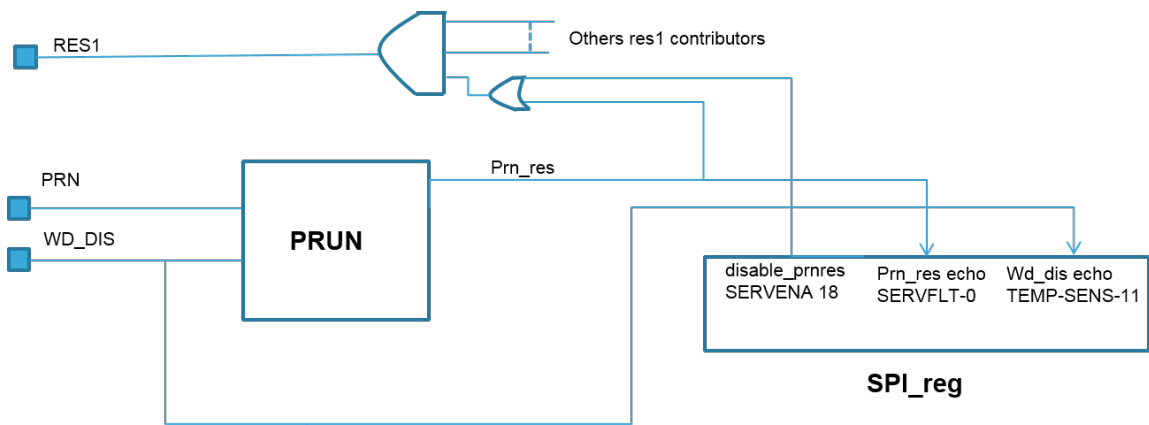 RES1
Others res1 contributors
PRN
Prn_res
WD_DIS
PRUN
disable_prnres
SERVENA 18
Prn_res echo
SERVFLT-0
Wd_dis echo
TEMP-SENS-11
SPI_reg